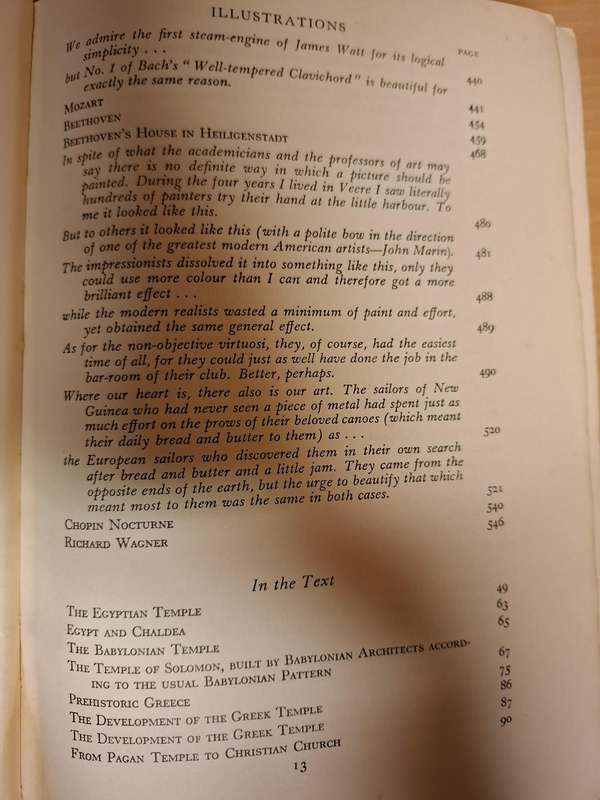 ILLUSTRATIONS
PAGE
We admire the first steam-engine of James Watt for its logical
simplicity . . . 440
but No. 1 of Bach's “ Well-tempered Clavichord” is beautiful for
exactly the same reason. 441
MOZART 454
BEETHOVEN 459
BEETHOVEN'S HOUSE IN HEILIGENSTADT 468
In spite of what the academicians and the professors of art may
say there is no definite way in which a picture should be
painted. During the four years I lived in Veere I saw literally
hundreds of painters try their hand at the little harbour. To
me it looked like this. 480
But to others it looked like this (with a polite bow in the direction
of one of the greatest modern American artists—John Marin). 481
The impressionists dissolved it into something like this, only they
could use more colour than I can and therefore got a more
brilliant effect . . . 488
while the modern realists wasted a minimum of paint and effort,
yet obtained the same general effect. 489
As for the non-objective virtuosi, they, of course, had the easiest
time of all, for they could just as well have done the job in the
bar-room of their club. Better, perhaps. 490
Where our heart is, there also is our art. The sailors of New
Guinea who had never seen a piece of metal had spent just as
much effort on the prows of their beloved canoes (which meant
their daily bread and butter to them) as . . . 520
the European sailors who discovered them in their own search
after bread and butter and a little jam. They came from the
opposite ends of the earth, but the urge to beautify that which
meant most to them was the same in both cases. 521
CHOPIN NOCTURNE 540
RICHARD WAGNER 546
In the Text
THE EGYPTIAN TEMPLE 49
EGYPT AND CHALDEA 63
THE BABYLONIAN TEMPLE 65
THE TEMPLE OF SOLOMON, BUILT BY BABYLONIAN ARCHITECTS ACCORD-
ING TO THE USUAL BABYLONIAN PATTERN 67
PREHISTORIC GREECE 75
THE DEVELOPMENT OF THE GREEK TEMPLE 86
THE DEVELOPMENT OF THE GREEK TEMPLE 87
FROM PAGAN TEMPLE TO CHRISTIAN CHURCH 90
13